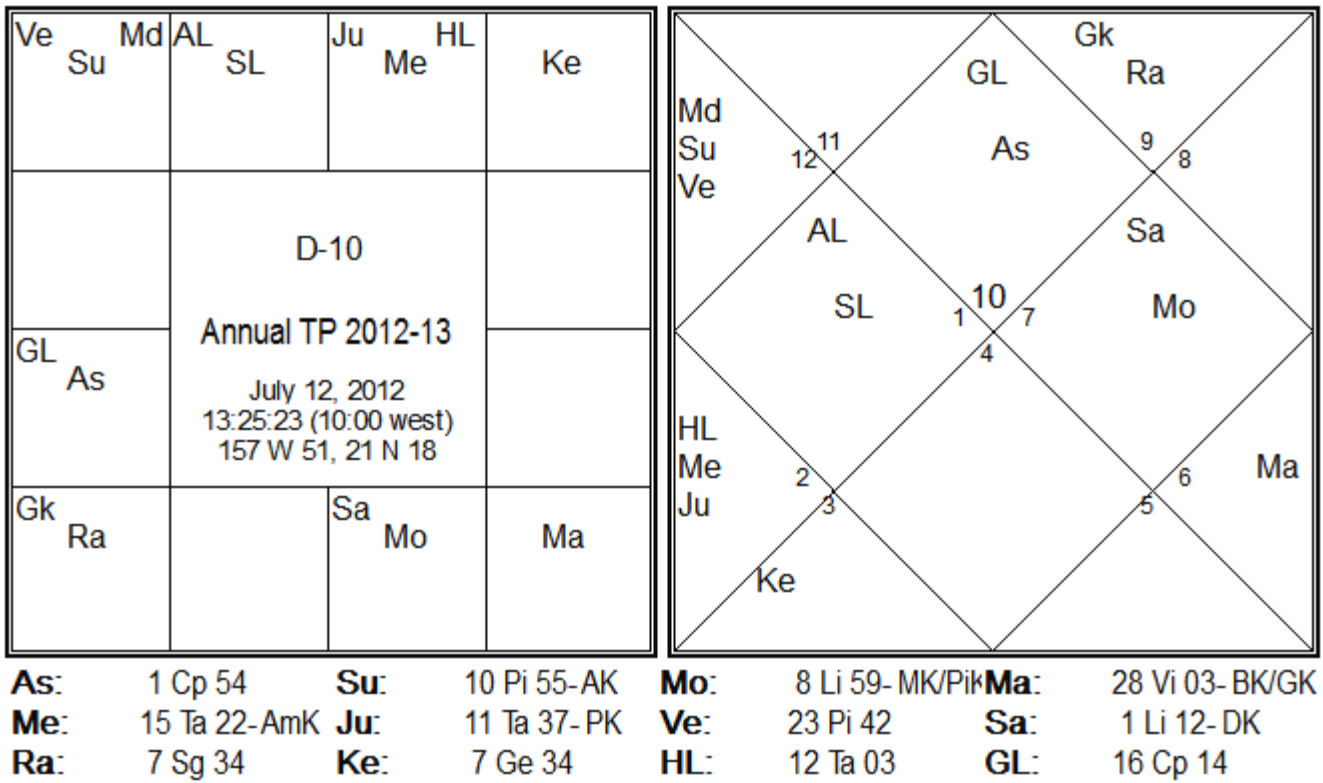 Ve Md AL Ju HL
Su SL Me Ke
D-10
Annual TP 2012-13
July 12, 2012
13:25:23 (10:00 west)
157 W 51, 21 N 18
GL
As
Gk Sa
Ra Mo Ma
Gk
GL Ra
Md
Su
Ve
11 9
As
12 8
AL Sa
SL Mo
10
1 7
4
HL
Me
Ju
2 6 Ma
3 5
Ke
As: 1 Cp 54 Su: 10 Pi 55-AK Mo: 8 Li 59-MK/PiK Ma: 28 Vi 03-BK/GK
Me: 15 Ta 22-AmK Ju: 11 Ta 37-PK Ve: 23 Pi 42 Sa: 1 Li 12-DK
Ra: 7 Sg 34 Ke: 7 Ge 34 HL: 12 Ta 03 GL: 16 Cp 14